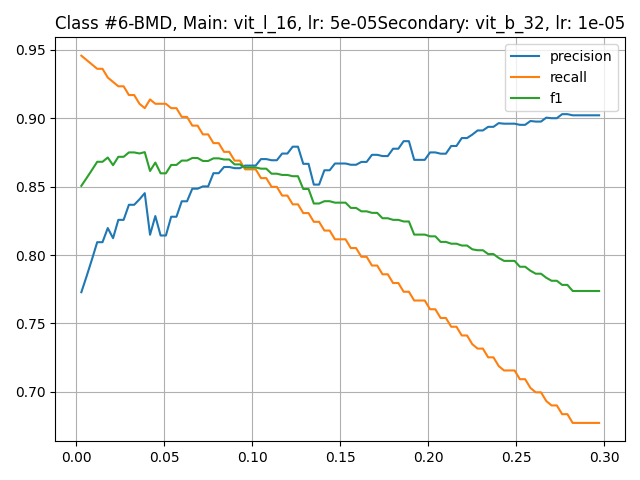 Class #6-BMD, Main: vit_l_16, lr: 5e-05Secondary: vit_b_32, lr: 1e-05
precision
recall
f1
0.95
0.90
0.85
0.80
0.75
0.70
0.00 0.05 0.10 0.15 0.20 0.25 0.30